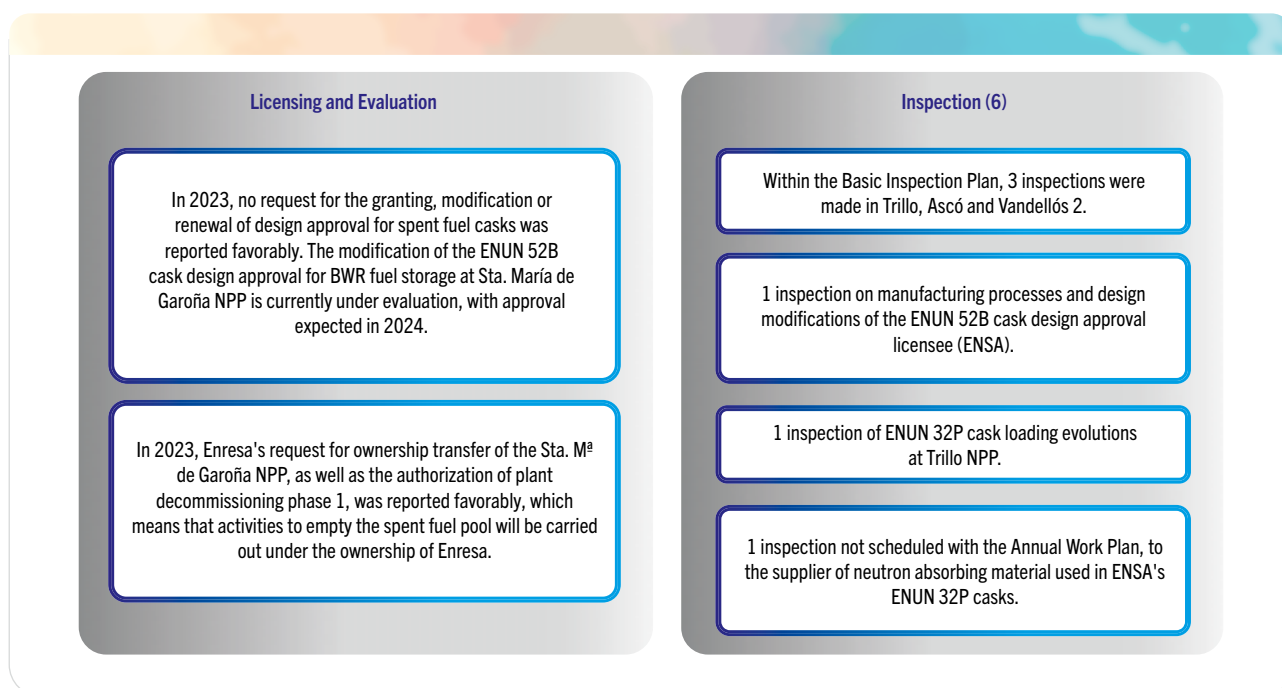 Licensing and Evaluation
In 2023, no request for the granting, modification or
renewal of design approval for spent fuel casks was
reported favorably. The modification of the ENUN 52B
cask design approval for BWR fuel storage at Sta. María de
Garoña NPP is currently under evaluation, with approval
expected in 2024.
In 2023, Enresa's request for ownership transfer of the Sta. Mª
de Garoña NPP, as well as the authorization of plant
decommissioning phase 1, was reported favorably, which
means that activities to empty the spent fuel pool will be carried
out under the ownership of Enresa.
Inspection (6)
Within the Basic Inspection Plan, 3 inspections were
made in Trillo, Ascó and Vandellós 2.
1 inspection on manufacturing processes and design
modifications of the ENUN 52B cask design approval
licensee (ENSA).
1 inspection of ENUN 32P cask loading evolutions
at Trillo NPP.
1 inspection not scheduled with the Annual Work Plan, to
the supplier of neutron absorbing material used in ENSA's
ENUN 32P casks.